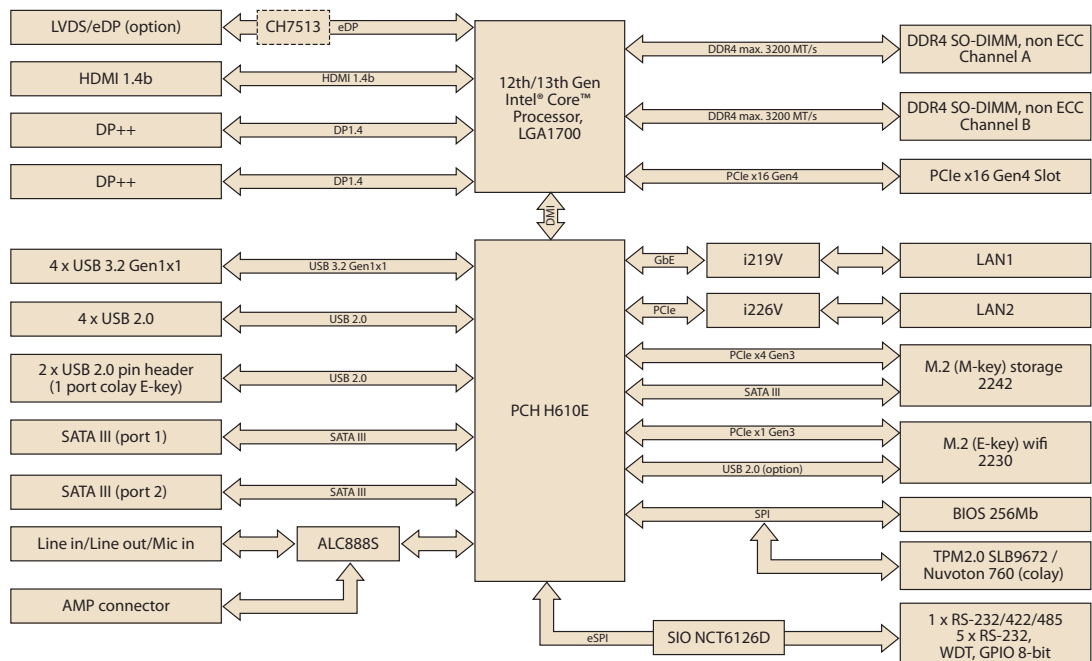 LVDS/eDP (option)
CH7513
eDP
HDMI 1.4b
HDMI 1.4b
DP++
DP1.4
DP++
DP1.4
12th/13th Gen
Intel® Core™
Processor,
LGA1700
DDR4 max. 3200 MT/s
DDR4 SO-DIMM, non ECC
Channel A
DDR4 max. 3200 MT/s
DDR4 SO-DIMM, non ECC
Channel B
PCIe x16 Gen4
PCIe x16 Gen4 Slot
DMI
4 x USB 3.2 Gen1x1
USB 3.2 Gen1x1
4 x USB 2.0
USB 2.0
2 x USB 2.0 pin header
(1 port colay E-key)
USB 2.0
SATA III (port 1)
SATA III
SATA III (port 2)
SATA III
Line in/Line out/Mic in
ALC888S
AMP connector
PCH H610E
GbE
i219V
LAN1
PCIe
i226V
LAN2
PCIe x4 Gen3
SATA III
M.2 (M-key) storage
2242
PCIe x1 Gen3
USB 2.0 (option)
M.2 (E-key) wifi
2230
SPI
BIOS 256Mb
TPM2.0 SLB9672 /
Nuvoton 760 (colay)
eSPI
SIO NCT6126D
1 x RS-232/422/485
5 x RS-232,
WDT, GPIO 8-bit